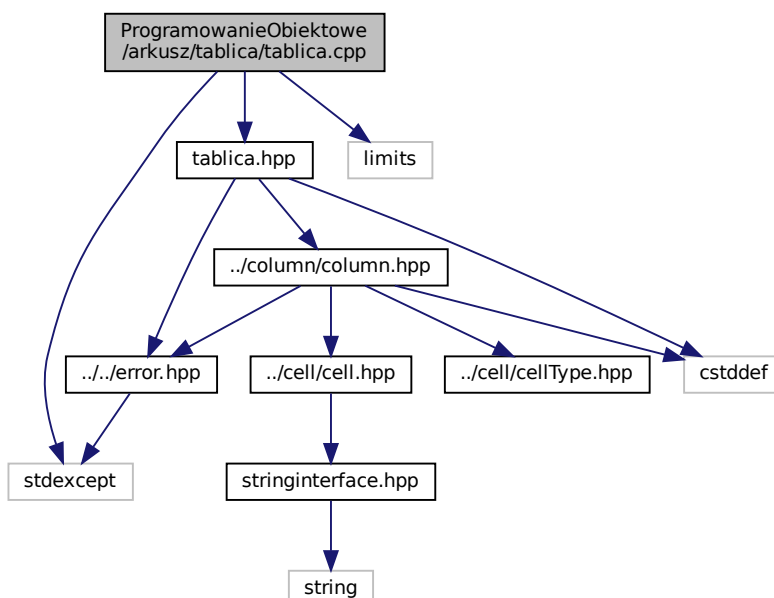 ProgramowanieObiektowe
/arkusz/tablica/tablica.cpp
tablica.hpp
limits
../column/column.hpp
../../error.hpp
../cell/cell.hpp
../cell/cellType.hpp
cstddef
stdexcept
stringinterface.hpp
string